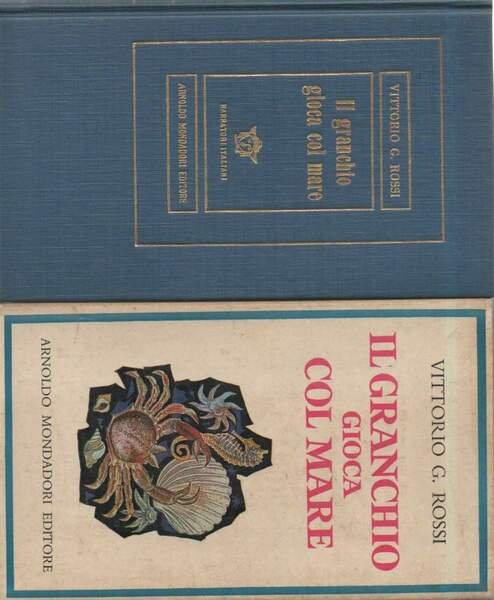 VITTORIO G. ROSSI
Il granchio
gioca col mare
NARRATORI ITALIANI
ARNOLDO MONDADORI EDITORE
VITTORIO G. ROSSI
IL GRANCHIO
GIOCA
COL MARE
ARNOLDO MONDADORI EDITORE